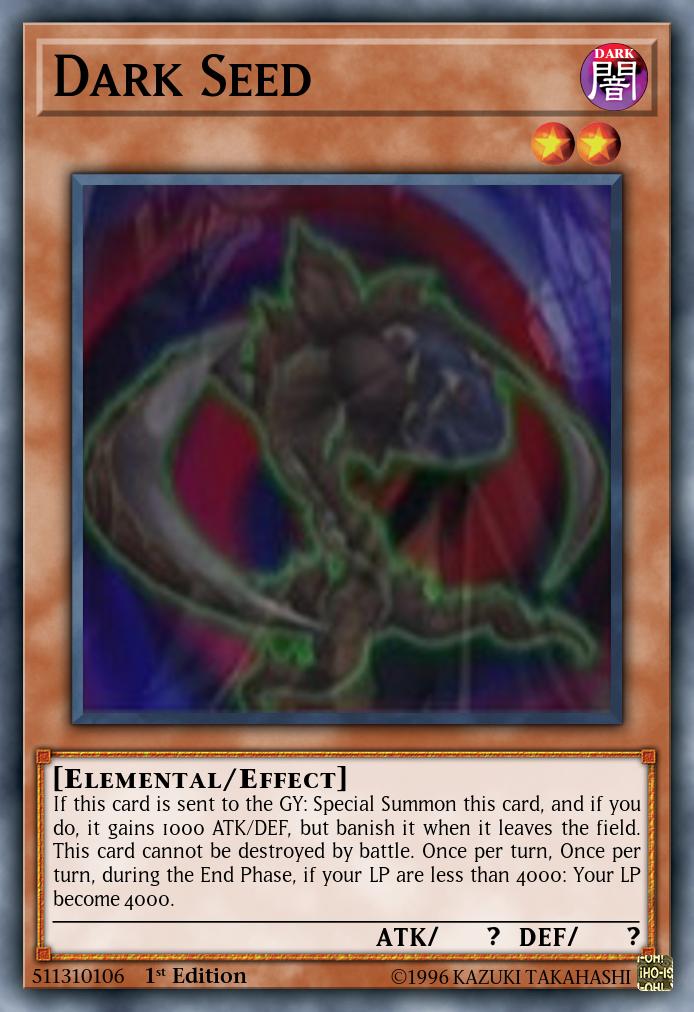 Dark Seed
DARK
闇
[Elemental/Effect]
If this card is sent to the GY: Special Summon this card, and if you
do, it gains 1000 ATK/DEF, but banish it when it leaves the field.
This card cannot be destroyed by battle. Once per turn, Once per
turn, during the End Phase, if your LP are less than 4000: Your LP
become 4000.
ATK/ ? DEF/ ?
511310106 1st Edition ©1996 KAZUKI TAKAHASHI